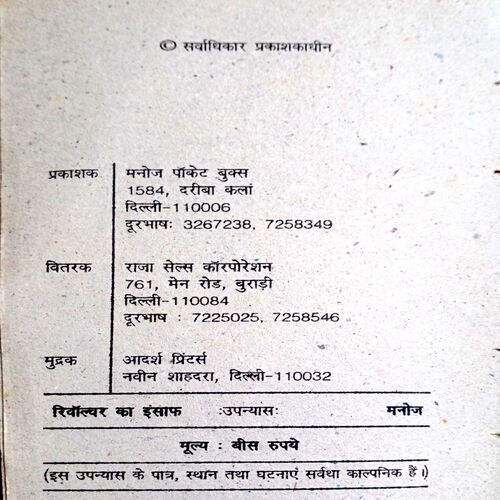 © सर्वाधिकार प्रकाशकाधीन
प्रकाशक मनोज पॉकेट बुक्स
1584, दरीबा कलां
दिल्ली-110006
दूरभाषः 3267238, 7258349
वितरक राजा सेल्स कॉरपोरेशन
761, मेन रोड, बुराड़ी
दिल्ली-110084
दूरभाष : 7225025, 7258546
मुद्रक आदर्श प्रिंटर्स
नवीन शाहदरा, दिल्ली-110032
रिवॉल्वर का इंसाफ :उपन्यास: मनोज
मूल्य : बीस रुपये
(इस उपन्यास के पात्र, स्थान तथा घटनाएं सर्वथा काल्पनिक हैं।)